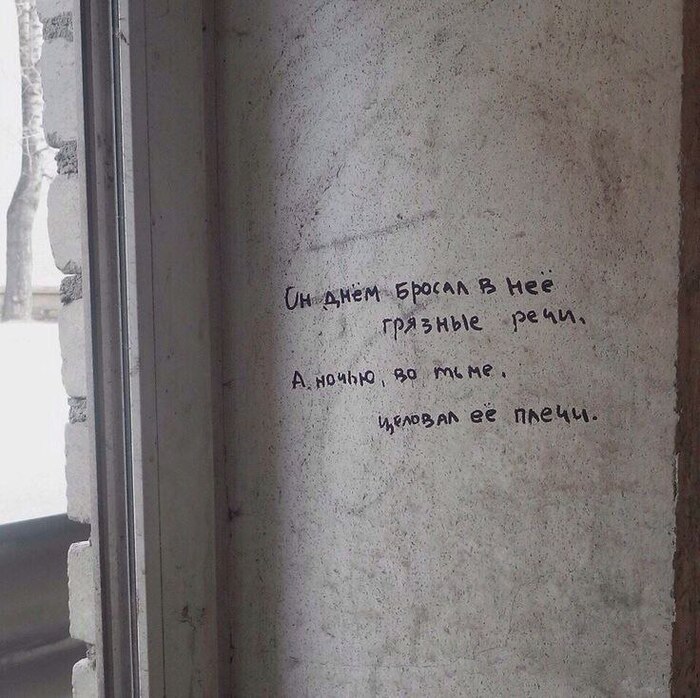 Он днём бросал в неё
грязные речи.
А ночью, во тьме,
целовал её плечи.